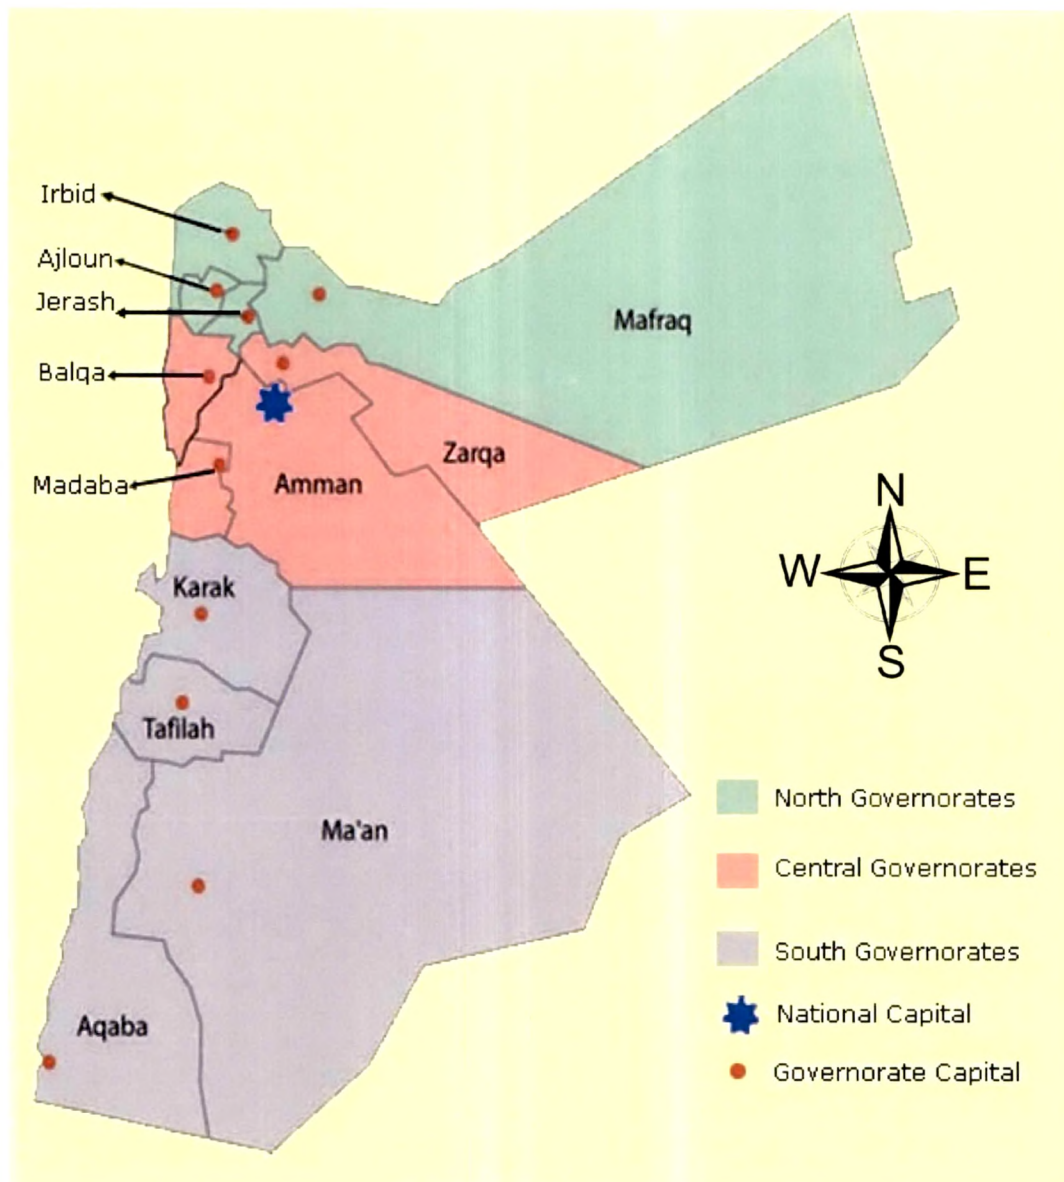 Irbid
Ajloun
Jerash
Mafraq
Balqa
Zarqa
Madaba
Amman
N
W
E
S
Karak
Tafilah
Ma'an
Aqaba
North Governorates
Central Governorates
South Governorates
National Capital
Governorate Capital